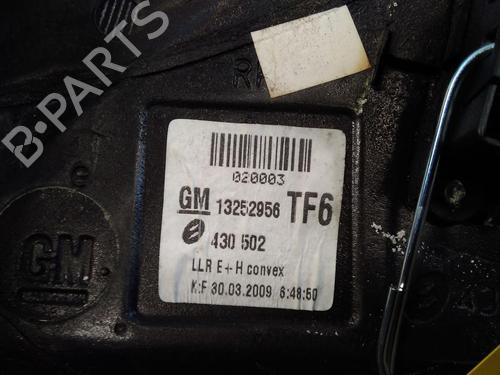 B-PARTS
020003
GM 13252956 TF6
430 502
LLR E+H convex
K:F 30.03.2009 6:48:50
GM